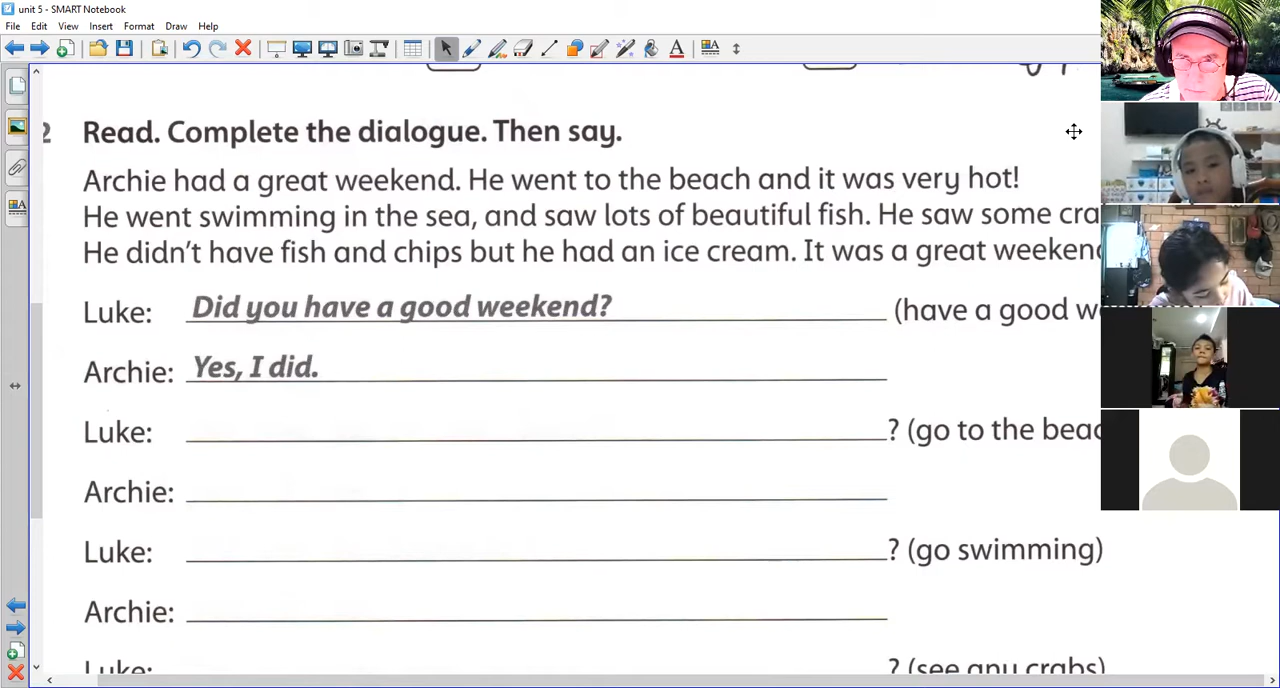 unit 5 - SMART Notebook
File Edit View Insert Format Draw Help
2 Read. Complete the dialogue. Then say.
Archie had a great weekend. He went to the beach and it was very hot!
He went swimming in the sea, and saw lots of beautiful fish. He saw some cra
He didn't have fish and chips but he had an ice cream. It was a great weeken
Luke: Did you have a good weekend? (have a good w
Archie: Yes, I did.
Luke: ? (go to the beac
Archie:
Luke: ? (go swimming)
Archie:
Luke: ? (see any crabs)